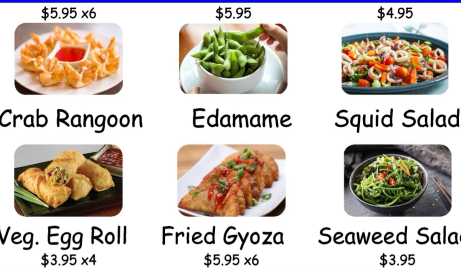 $5.95 x6 $5.95 $4.95
Crab Rangoon Edamame Squid Salad
Veg. Egg Roll Fried Gyoza Seaweed Sala
$3.95 x4 $5.95 x6 $3.95